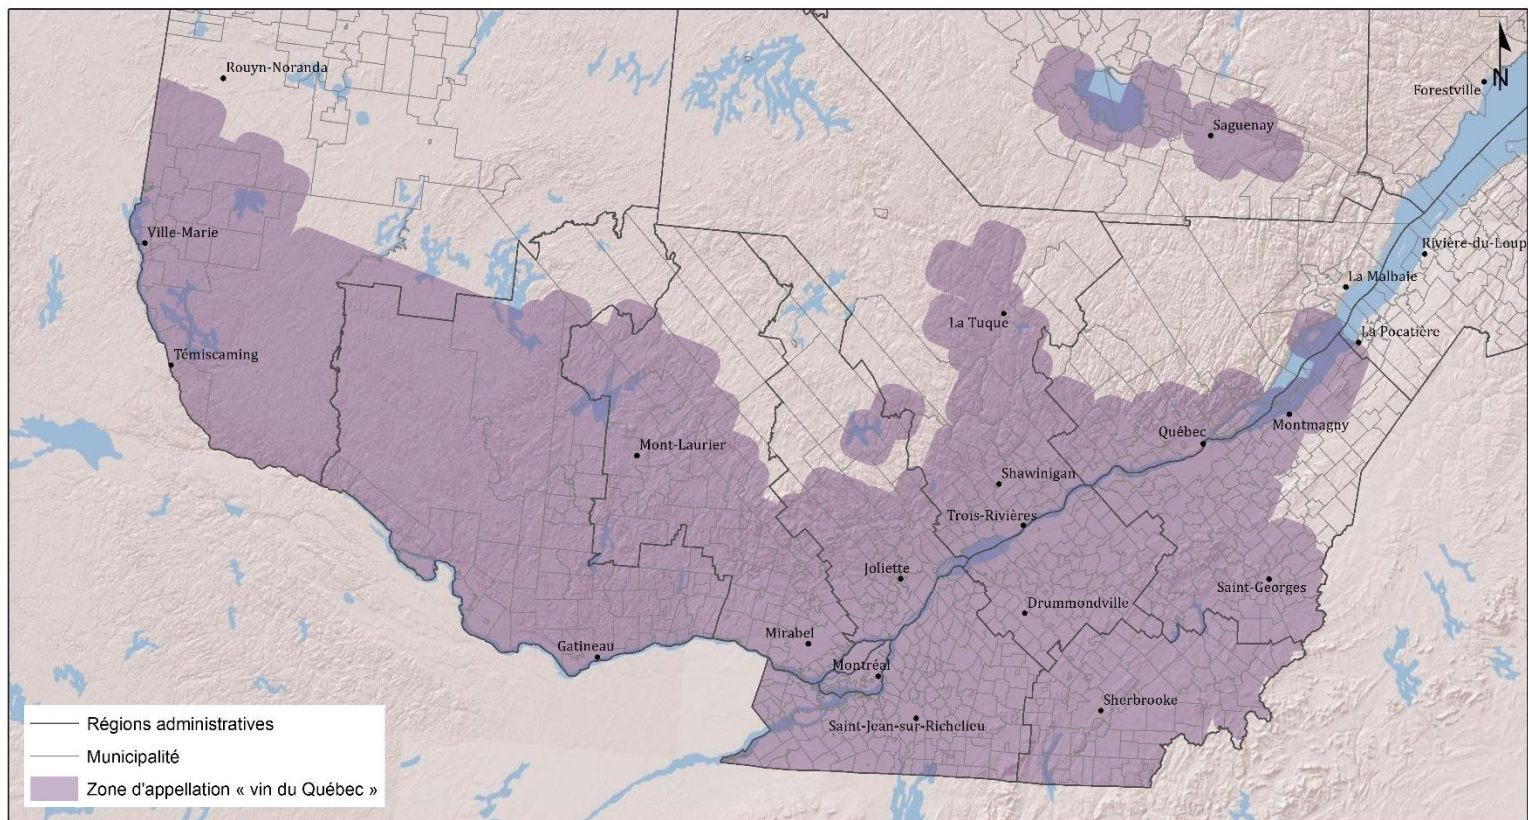 Rouyn-Noranda
Forestville
N
Saguenay
Ville-Marie
Rivière-du-Loup
La Malbaie
La Tuque
La Pocatière
Témiscaming
Montmagny
Québec
Mont-Laurier
Shawinigan
Trois-Rivières
Joliette
Saint-Georges
Drummondville
Mirabel
Gatineau
Montréal
Sherbrooke
Saint-Jean-sur-Richelieu
Régions administratives
Municipalité
Zone d'appellation « vin du Québec »